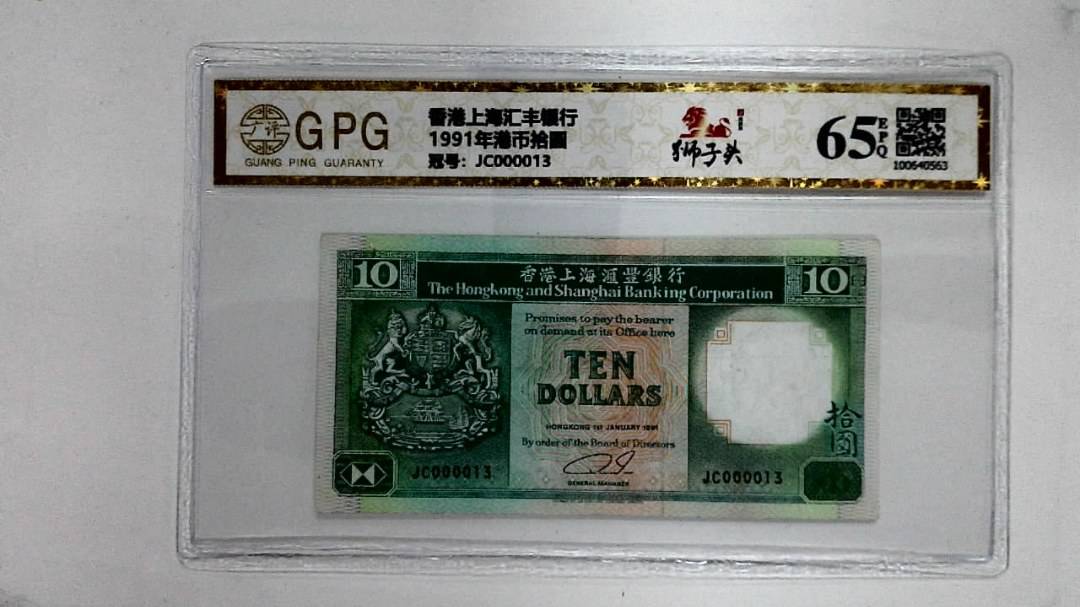 广评
GPG
GUANG PING GUARANTY
香港上海汇丰银行
1991年港币拾圆
冠号：JC000013
狮子头
65
EPQ
100640563
10
香港上海滙豐銀行
10
The Hongkong and Shanghai Banking Corporation
Promises to pay the bearer
on demand at its Office here
TEN
DOLLARS
HONGKONG 1ST JANUARY 1991
By order of the Board of Directors
GENERAL MANAGER
拾圓
JC000013
JC000013